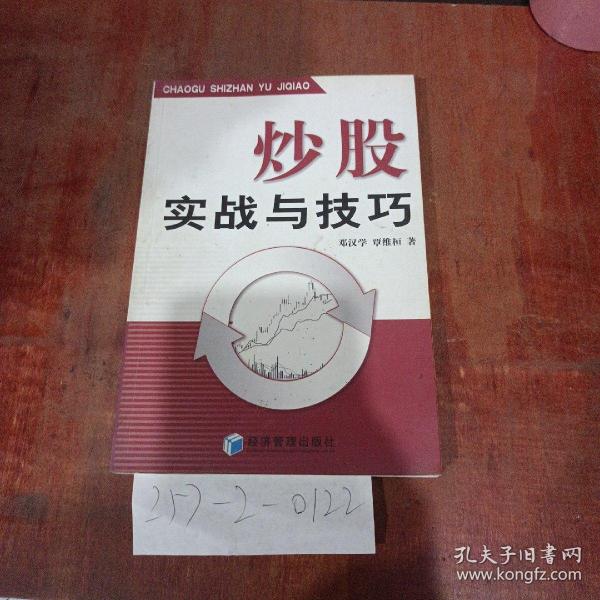 CHAOGU SHIZHAN YU JIQIAO
炒股
实战与技巧
邓汉学 覃维桓 著
经济管理出版社
257-2-0122
孔夫子旧书网
www.kongfz.com